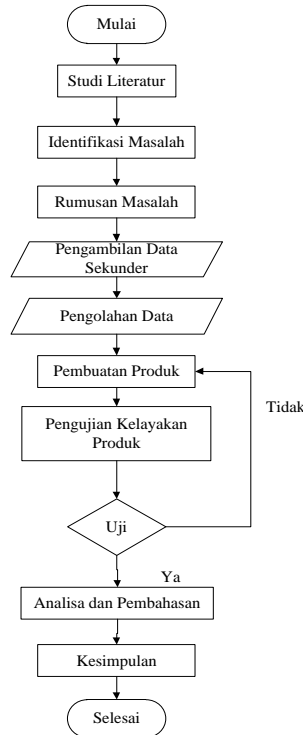 Mulai
Studi Literatur
Identifikasi Masalah
Rumusan Masalah
Pengambilan Data
Sekunder
Pengolahan Data
Pembuatan Produk
Tidak
Pengujian Kelayakan
Produk
Uji
Ya
Analisa dan Pembahasan
Kesimpulan
Selesai